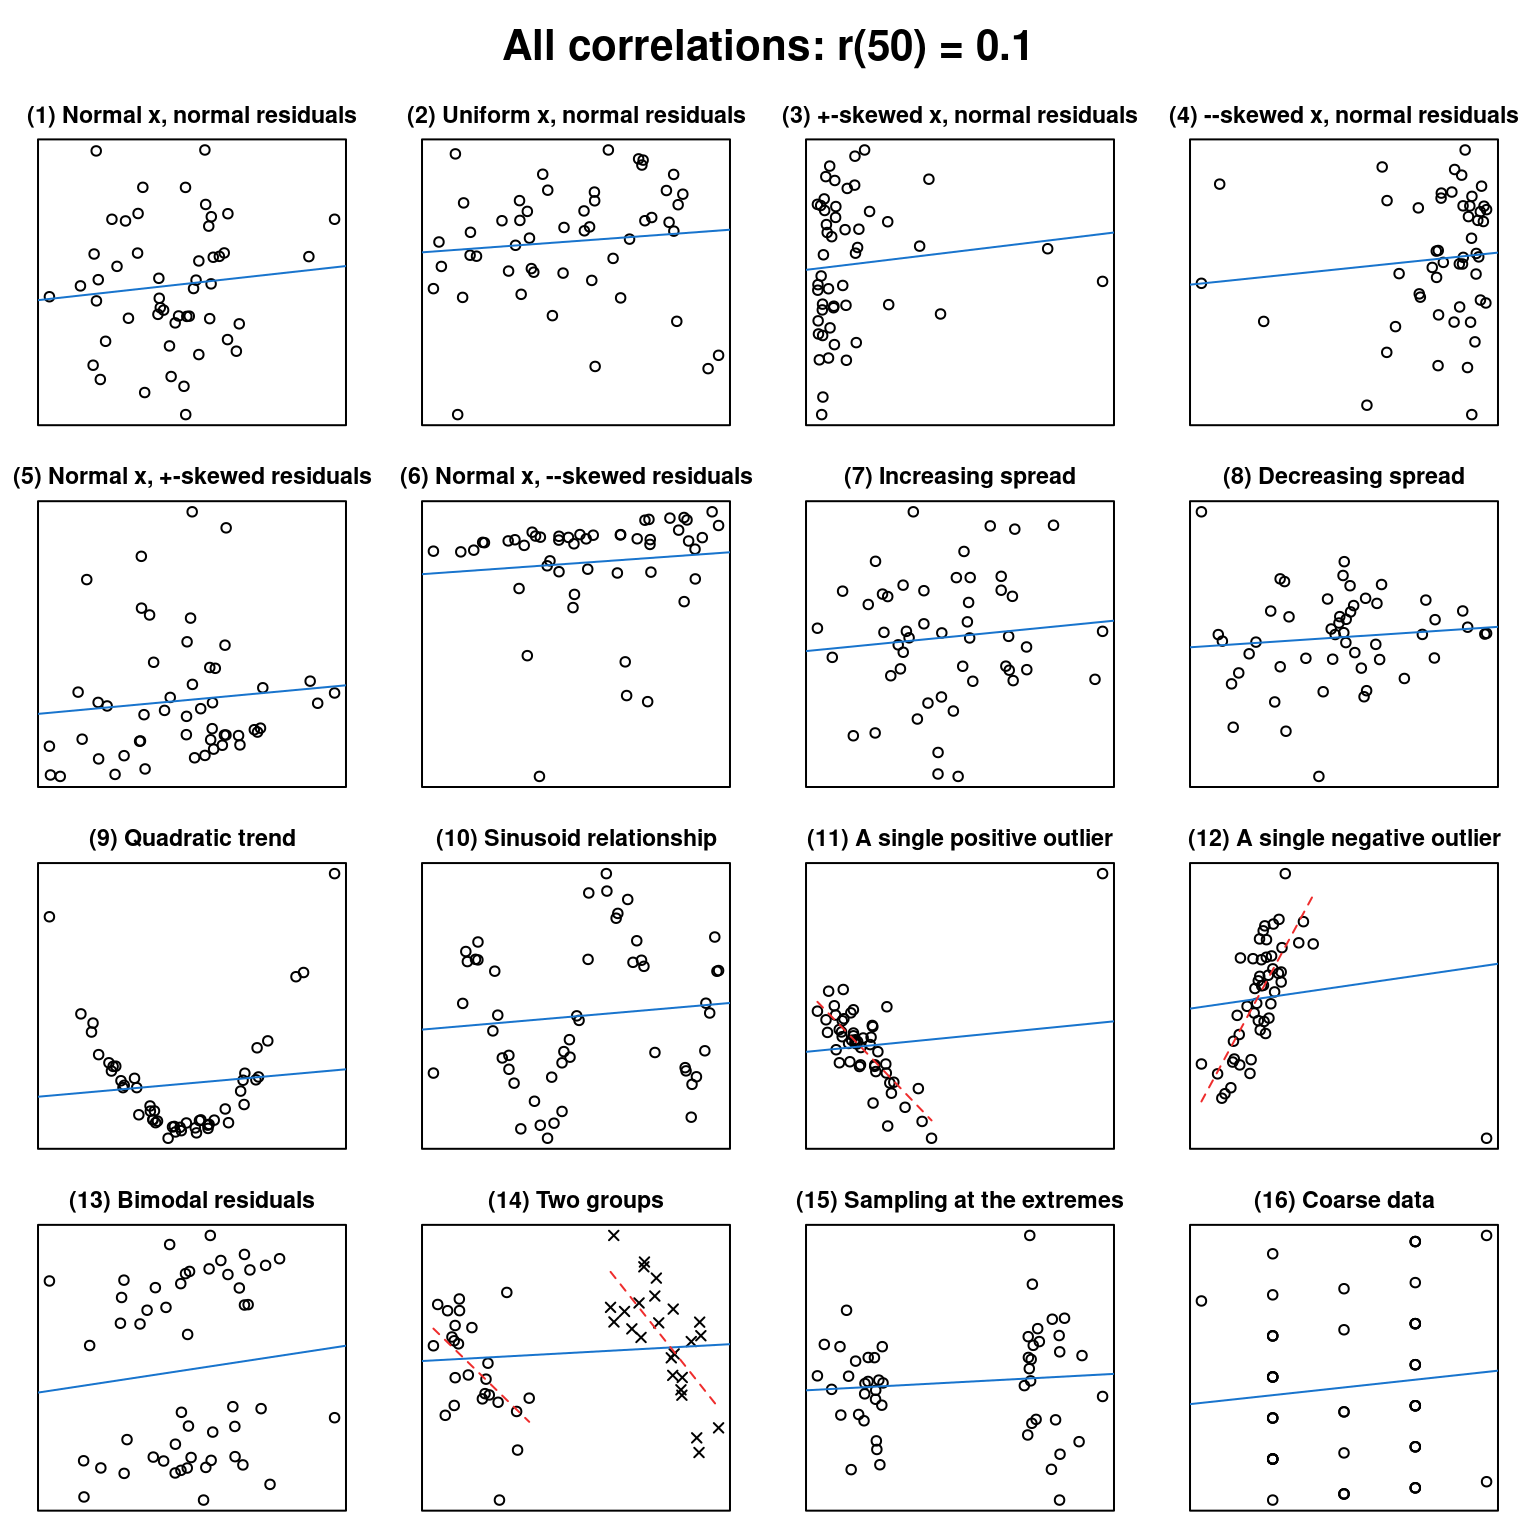 All correlations: r(50) = 0.1
(1) Normal x, normal residuals
(2) Uniform x, normal residuals
(3) +-skewed x, normal residuals
(4) --skewed x, normal residuals
(5) Normal x, +-skewed residuals
(6) Normal x, --skewed residuals
(7) Increasing spread
(8) Decreasing spread
(9) Quadratic trend
(10) Sinusoid relationship
(11) A single positive outlier
(12) A single negative outlier
(13) Bimodal residuals
(14) Two groups
(15) Sampling at the extremes
(16) Coarse data